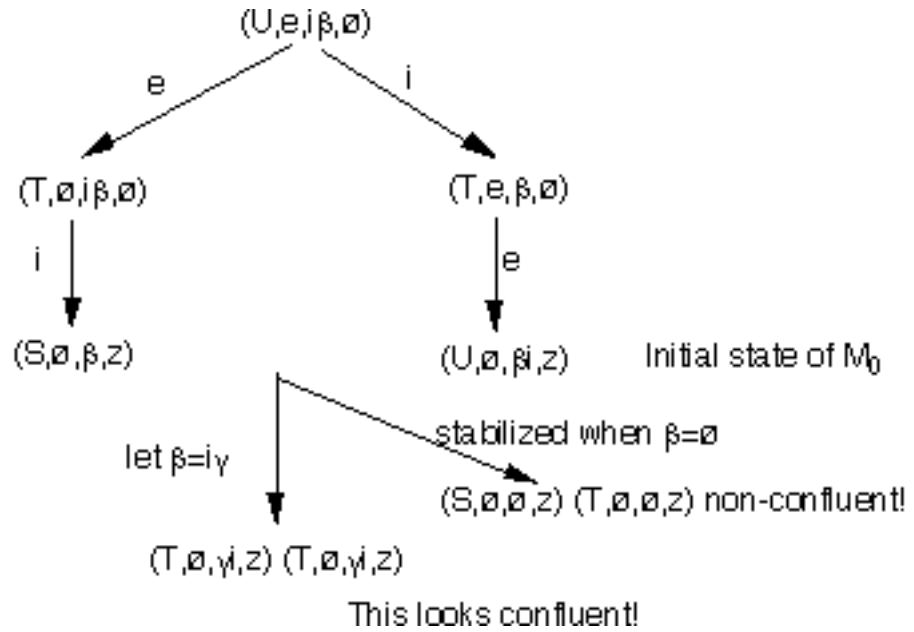 (U,e,iβ,ø)
e
i
(T,ø,iβ,ø)
(T,e,β,ø)
i
e
(S,ø,β,z)
(U,ø,βi,z)
Initial state of M₀
let β=iγ
stabilized when β=ø
(S,ø,ø,z) (T,ø,ø,z) non-confluent!
(T,ø,γi,z) (T,ø,γi,z)
This looks confluent!